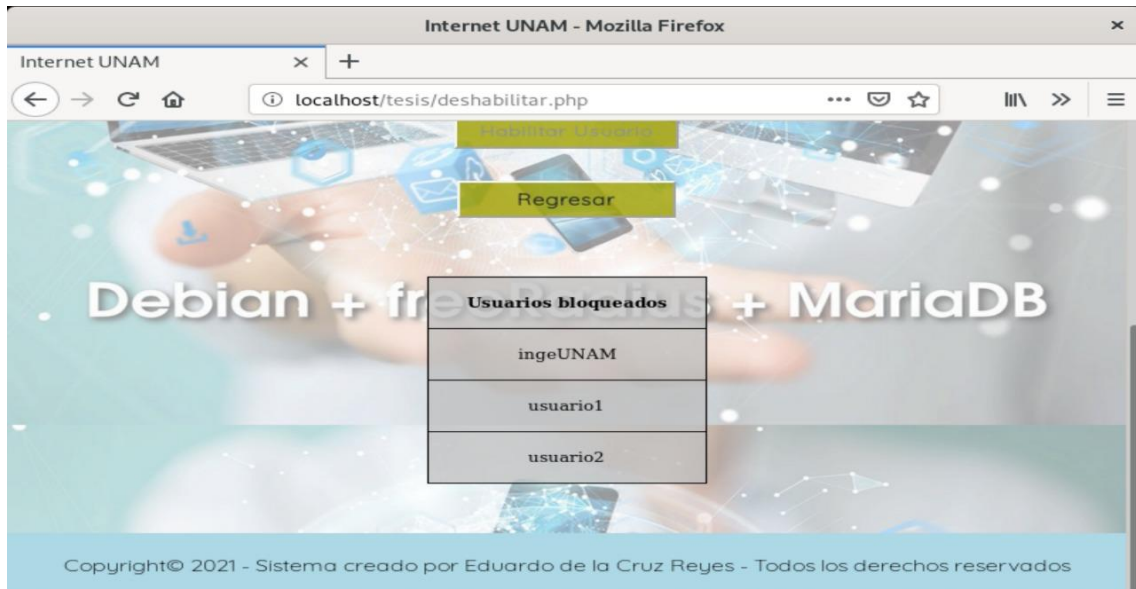 Internet UNAM - Mozilla Firefox
Internet UNAM
localhost/tesis/deshabilitar.php
Habilitar Usuario
Regresar
Debian + freeRadius + MariaDB
Usuarios bloqueados
ingeUNAM
usuario1
usuario2
Copyright© 2021 - Sistema creado por Eduardo de la Cruz Reyes - Todos los derechos reservados